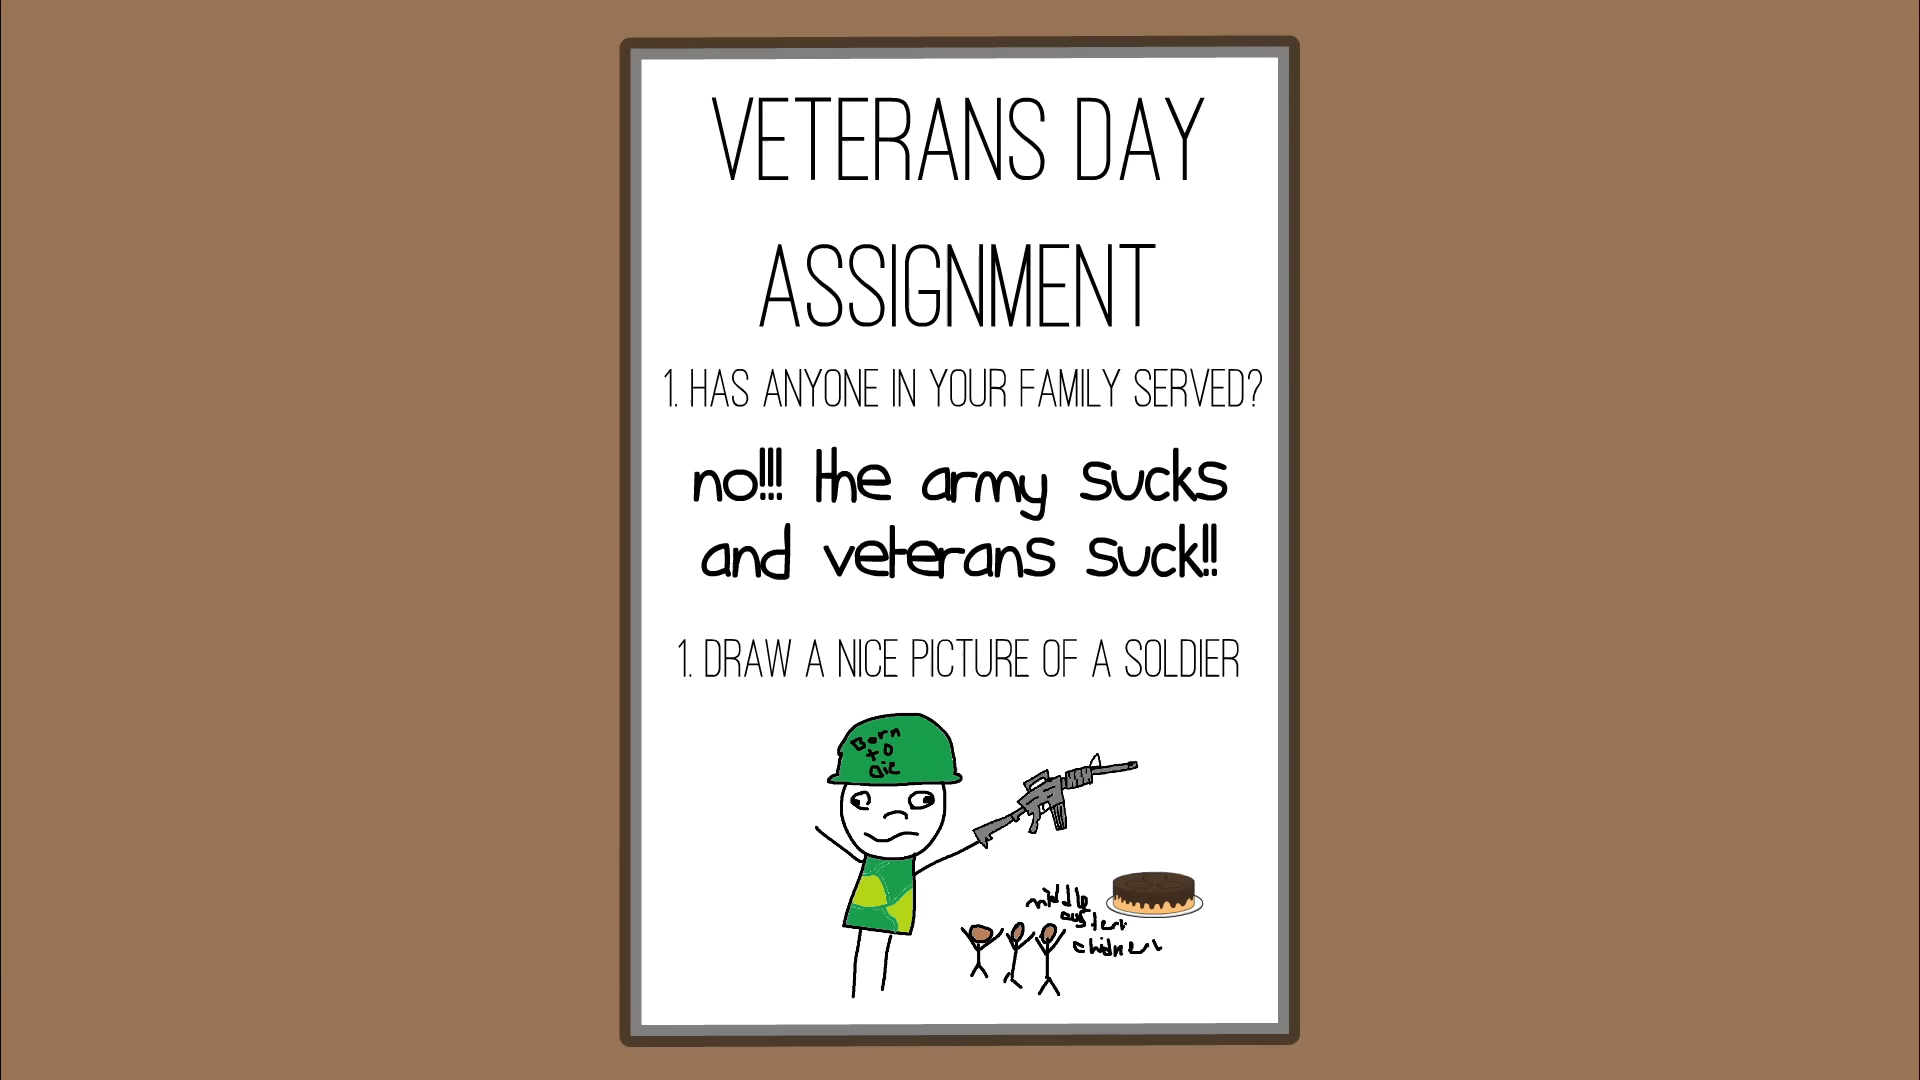 VETERANS DAY
ASSIGNMENT
1. HAS ANYONE IN YOUR FAMILY SERVED?
no!!! the army sucks
and veterans suck!!
1. DRAW A NICE PICTURE OF A SOLDIER
Born
to
Die
middle
eastern